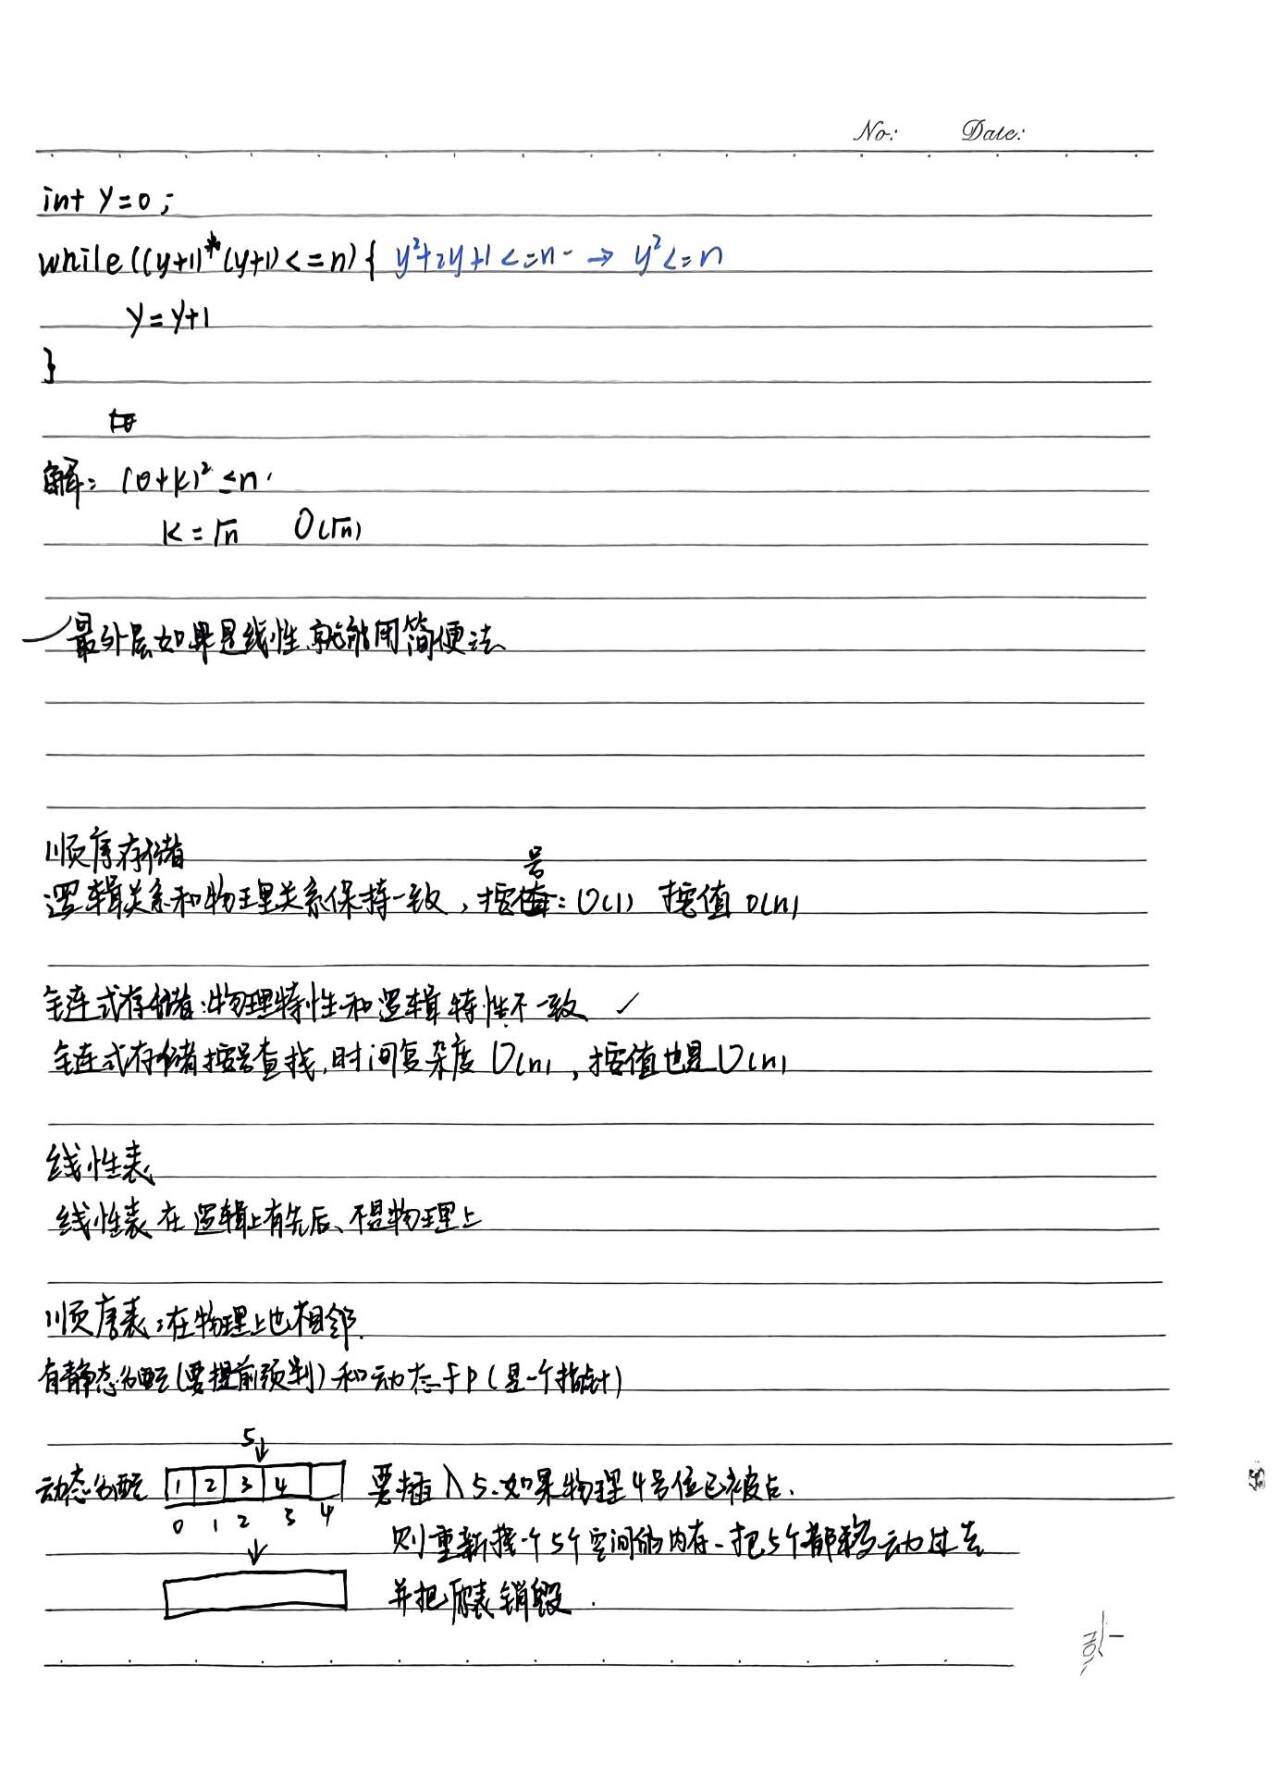 No: Date:
int y=0;
while((y+1)*(y+1)<=n){ y²+2y+1<=n → y²<=n
y=y+1
}
解: (0+k)²≤n
k=√n O(√n)
最外层如果是线性,就能用简便法
顺序存储
号
逻辑关系和物理关系保持一致,按: O(1) 按值 O(n)
链式存储:物理特性和逻辑特性不一致 ✓
链式存储按号查找,时间复杂度O(n),按值也是O(n)
线性表
线性表在逻辑上有先后、不是物理上
顺序表:在物理上也相邻.
有静态分配(要提前预判)和动态分配(是一个指针)
5
动态分配 1 2 3 4 要插入5.如果物理4号位已被占.
0 1 2 3 4
则重新找个5个空间的内存-把5个都移动过去
并把原表销毁.